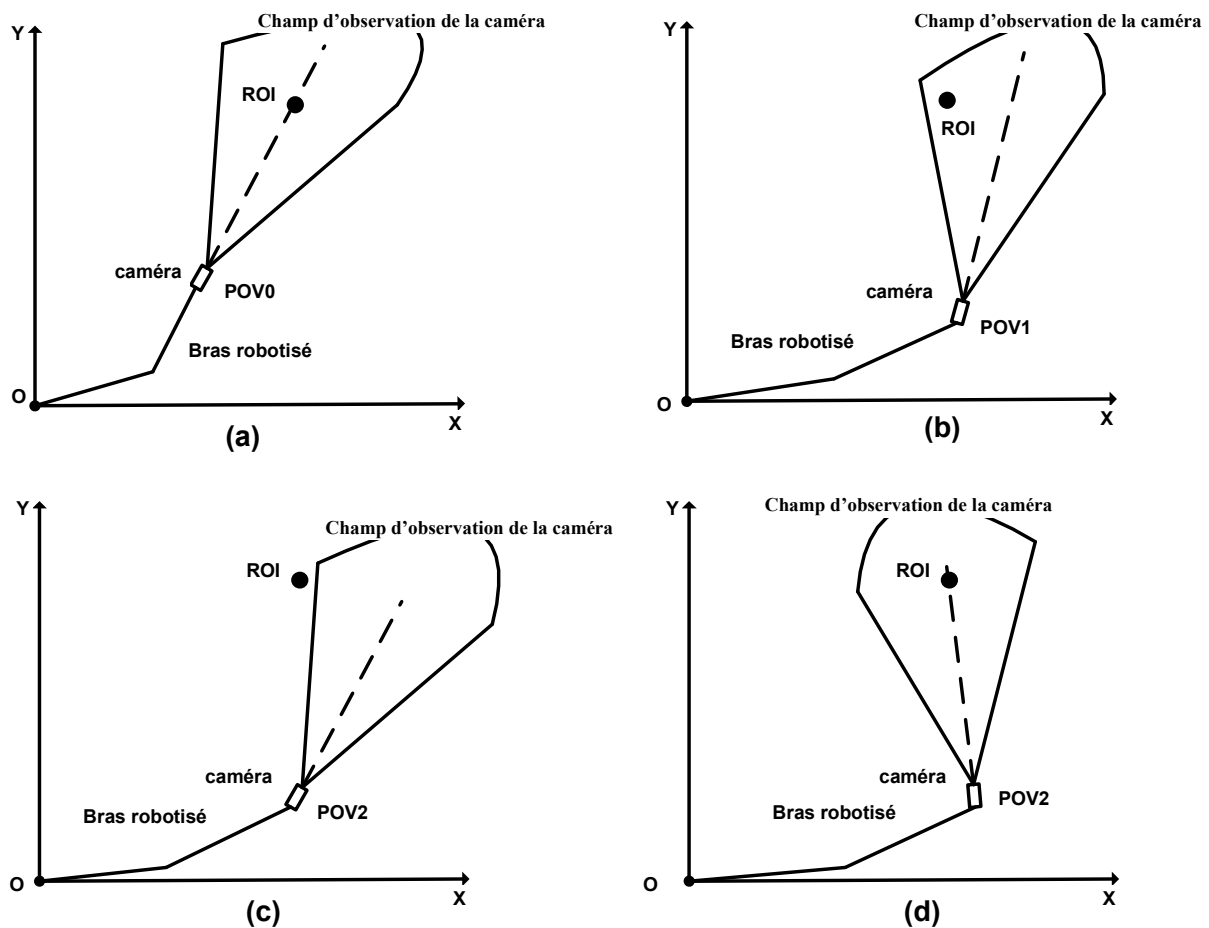 Champ d’observation de la caméra
Y
ROI
caméra
POV0
Bras robotisé
O
X
(a)
Champ d’observation de la caméra
Y
ROI
caméra
POV1
Bras robotisé
O
X
(b)
Champ d’observation de la caméra
Y
ROI
caméra
POV2
Bras robotisé
O
X
(c)
Champ d’observation de la caméra
Y
ROI
caméra
POV2
Bras robotisé
O
X
(d)